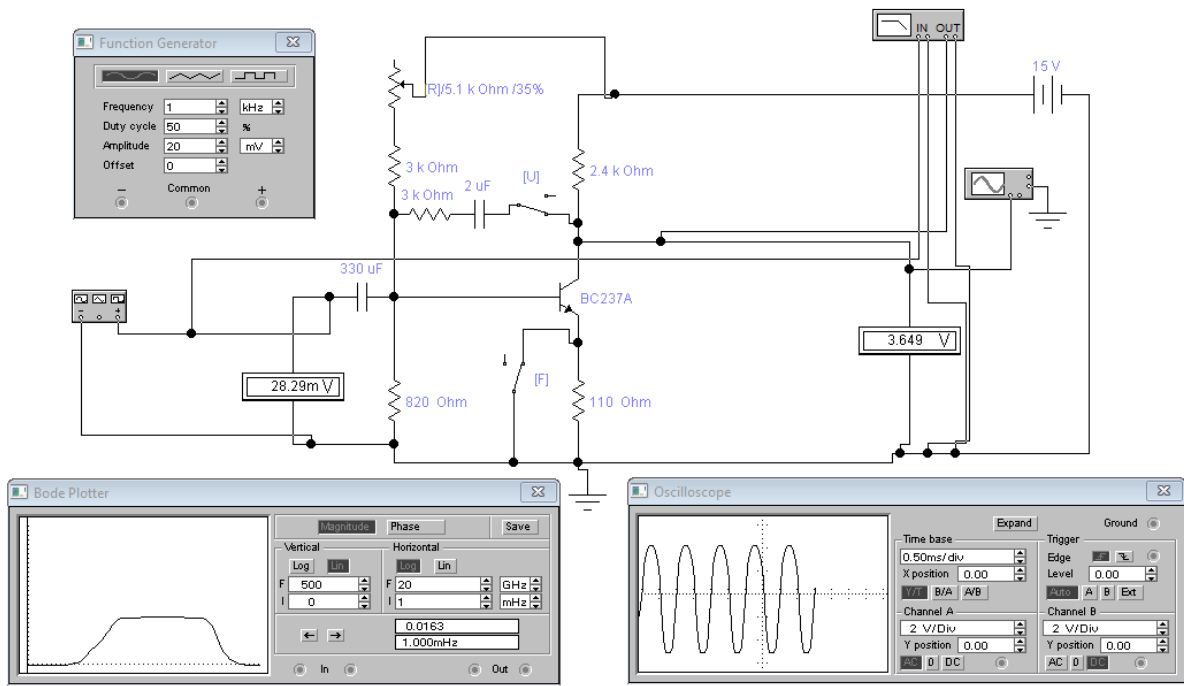 Function Generator
Frequency 1 kHz
Duty cycle 50 %
Amplitude 20 mV
Offset 0
− Common +
IN OUT
15 V
[R]/5.1 k Ohm /35%
3 k Ohm
2.4 k Ohm
3 k Ohm
2 uF
[U]
330 uF
BC237A
3.649 V
28.29m V
820 Ohm
[F]
110 Ohm
Bode Plotter
Magnitude Phase Save
Vertical Horizontal
Log Lin Log Lin
F 500 F 20 GHz
I 0 I 1 mHz
← → 0.0163
1.000mHz
In Out
Oscilloscope
Expand Ground
Time base Trigger
0.50ms/div Edge
X position 0.00 Level 0.00
Y/T B/A A/B Auto A B Ext
Channel A Channel B
2 V/Div 2 V/Div
Y position 0.00 Y position 0.00
AC 0 DC AC 0 DC